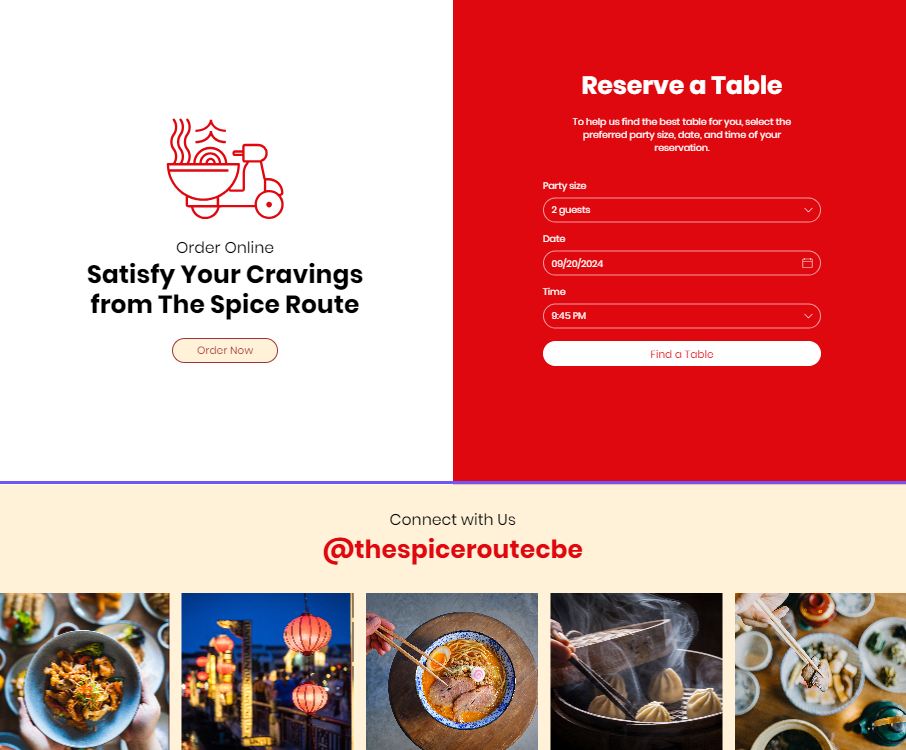 Order Online
Satisfy Your Cravings
from The Spice Route
Order Now
Reserve a Table
To help us find the best table for you, select the
preferred party size, date, and time of your
reservation.
Party size
2 guests
Date
09/20/2024
Time
9:45 PM
Find a Table
Connect with Us
@thespiceroutecbe